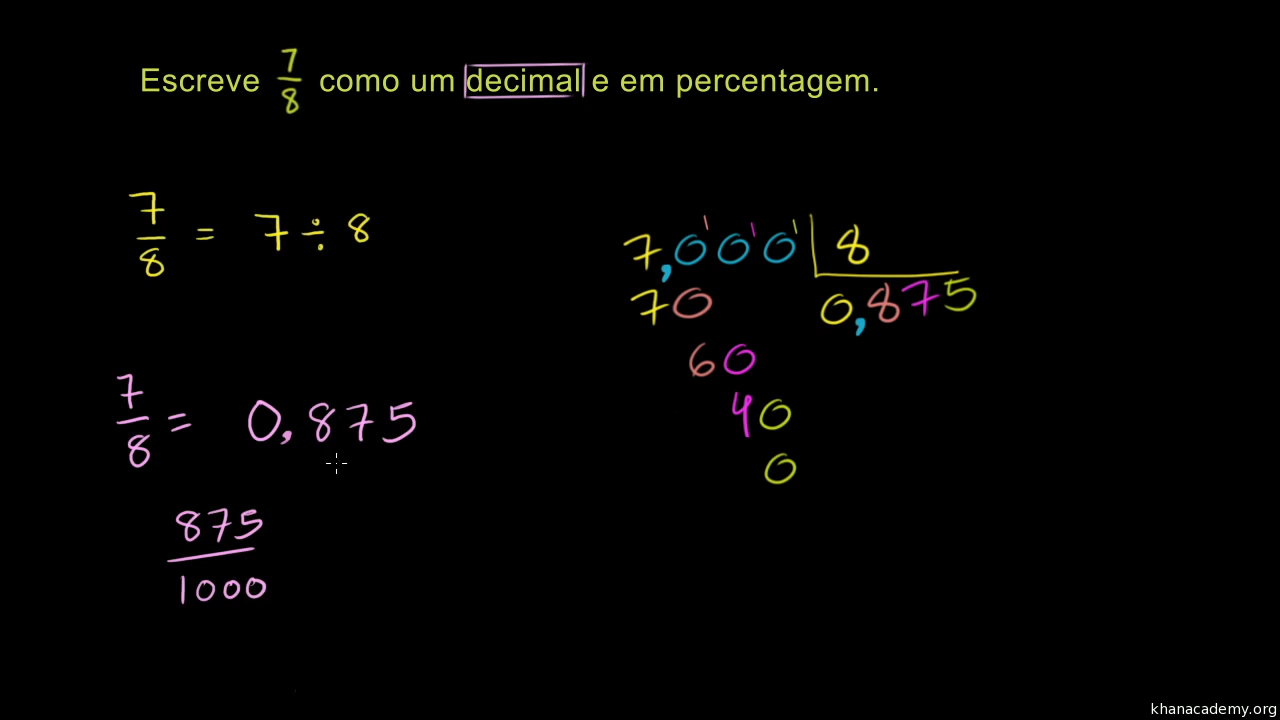 Escreve 7/8 como um decimal e em percentagem.
7/8 = 7 ÷ 8
7,000 | 8
70 0,875
60
40
0
7/8 = 0,875
875/1000
khanacademy.org